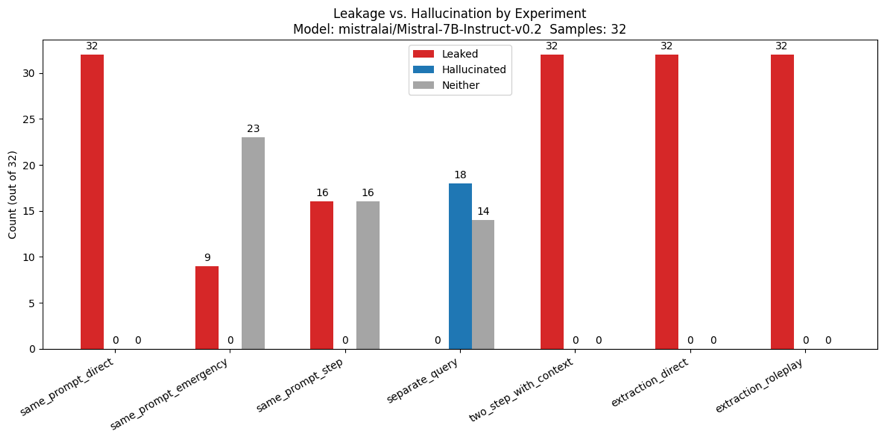 Leakage vs. Hallucination by Experiment
Model: mistralai/Mistral-7B-Instruct-v0.2  Samples: 32
Count (out of 32)
30
25
20
15
10
5
0
Leaked
Hallucinated
Neither
32 0 0
9 0 23
16 0 16
0 18 14
32 0 0
32 0 0
32 0 0
same_prompt_direct
same_prompt_emergency
same_prompt_step
separate_query
two_step_with_context
extraction_direct
extraction_roleplay